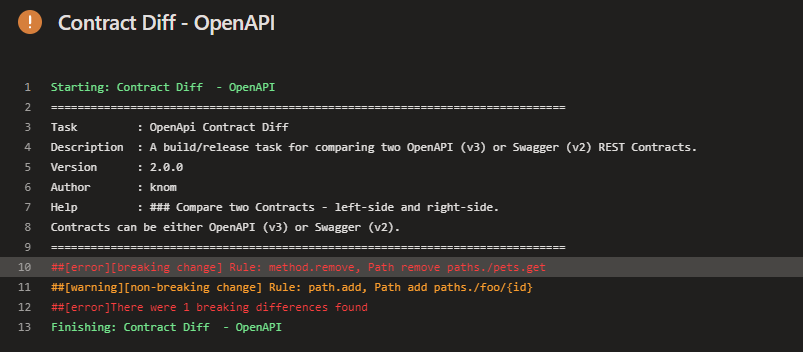 ! Contract Diff - OpenAPI
1 Starting: Contract Diff  - OpenAPI
2 ==============================================================================
3 Task         : OpenApi Contract Diff
4 Description  : A build/release task for comparing two OpenAPI (v3) or Swagger (v2) REST Contracts.
5 Version      : 2.0.0
6 Author       : knom
7 Help         : ### Compare two Contracts - left-side and right-side.
8 Contracts can be either OpenAPI (v3) or Swagger (v2).
9 ==============================================================================
10 ##[error][breaking change] Rule: method.remove, Path remove paths./pets.get
11 ##[warning][non-breaking change] Rule: path.add, Path add paths./foo/{id}
12 ##[error]There were 1 breaking differences found
13 Finishing: Contract Diff  - OpenAPI